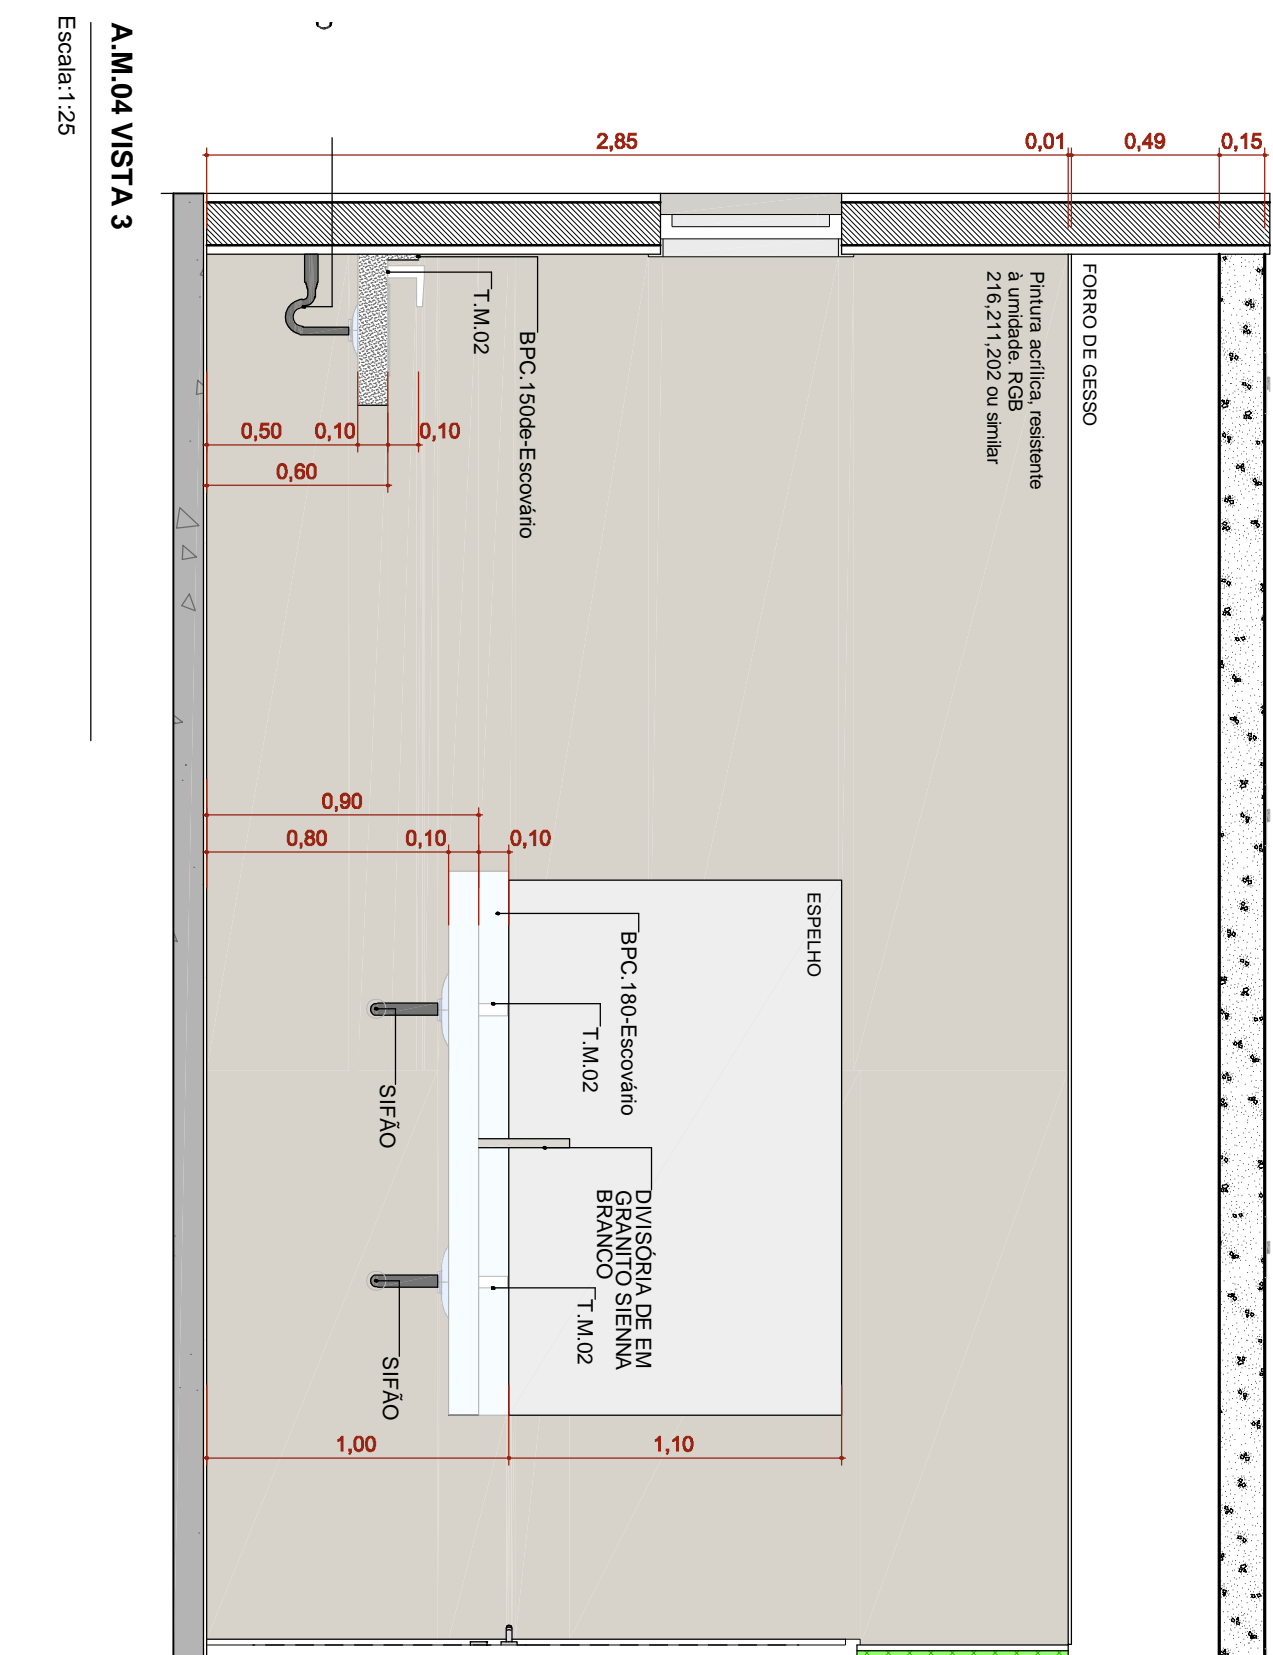 A.M.04 VISTA 3
Escala:1:25
2,85
0,01
0,49
0,15
FORRO DE GESSO
Pintura acrílica, resistente
à umidade. RGB
216,211,202 ou similar
BPC.150de-Escovário
T.M.02
0,50
0,10
0,10
0,60
0,90
0,80
0,10
0,10
ESPELHO
BPC.180-Escovário
T.M.02
SIFÃO
DIVISÓRIA DE EM
GRANITO SIENNA
BRANCO
T.M.02
SIFÃO
1,00
1,10